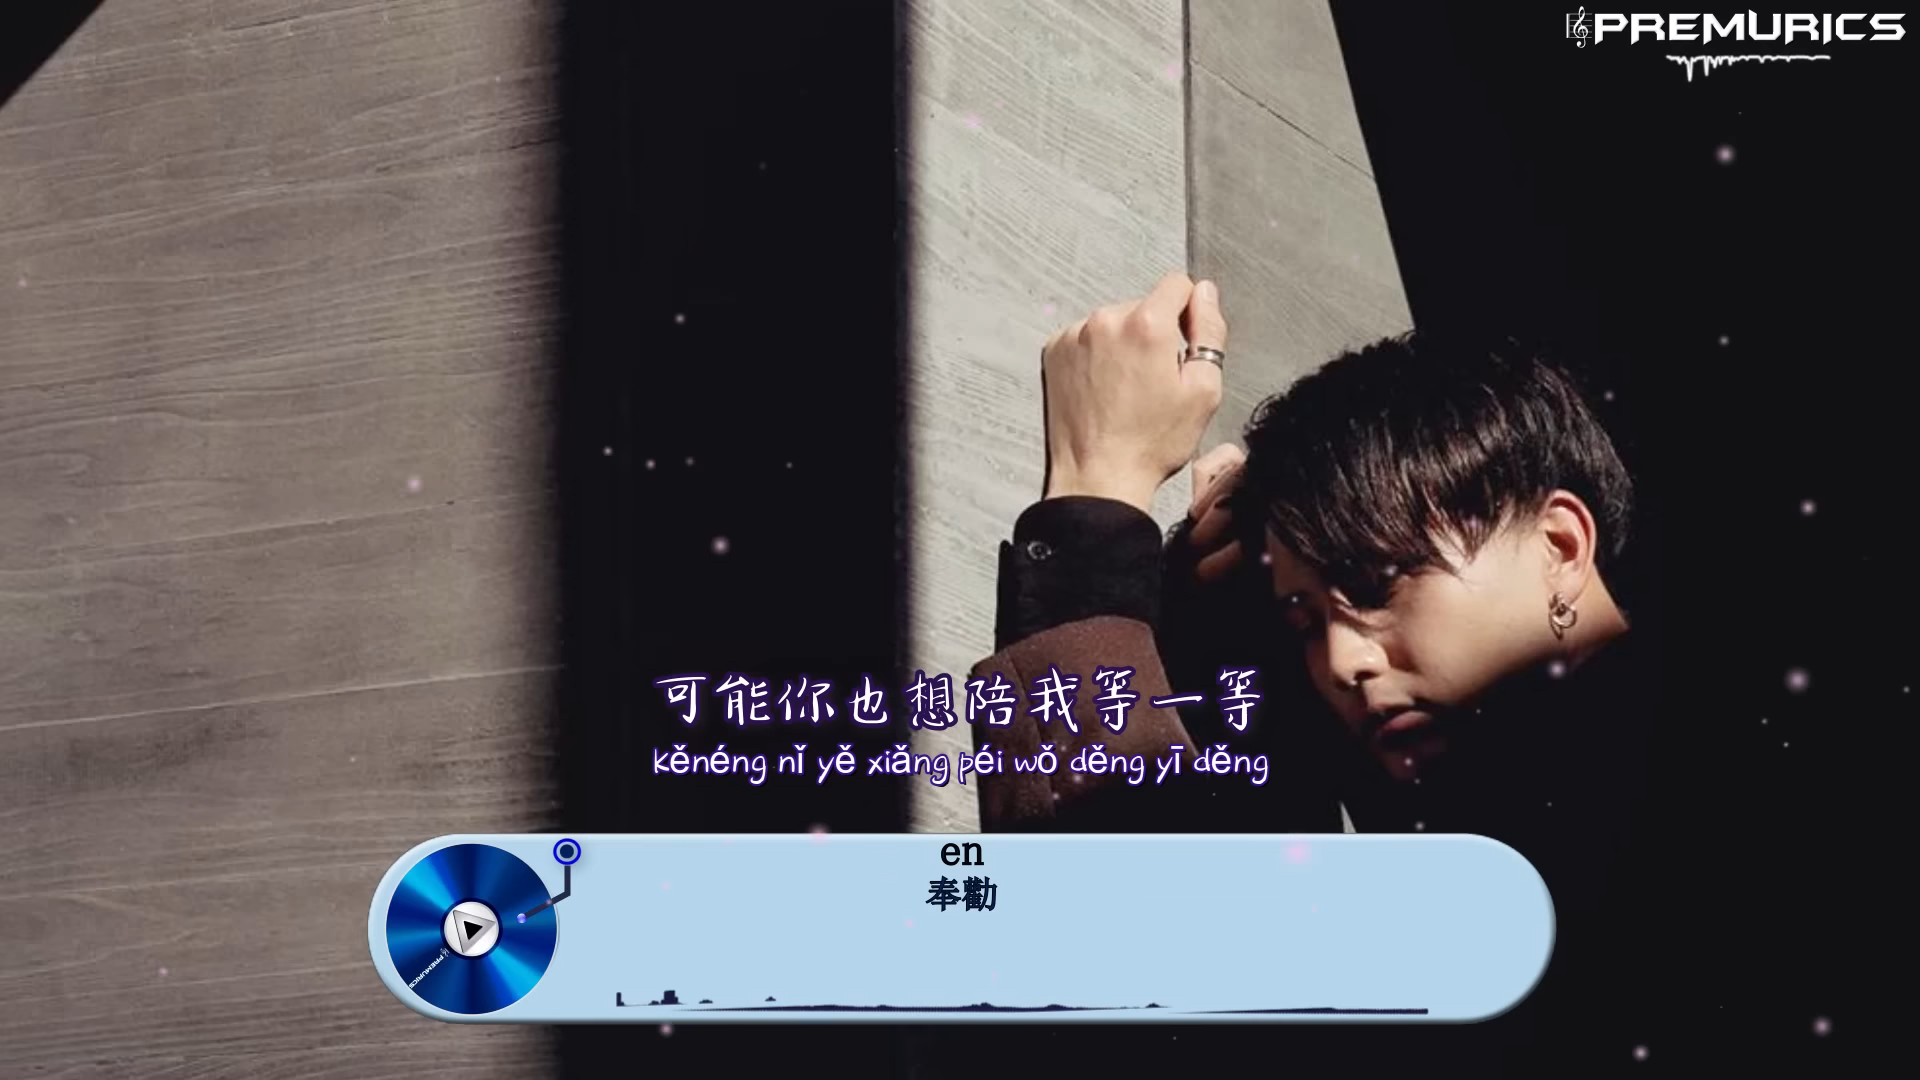 PREMURICS
可能你也想陪我等一等
kěnéng nǐ yě xiǎng péi wǒ děng yī děng
en
奉勸
PREMURICS